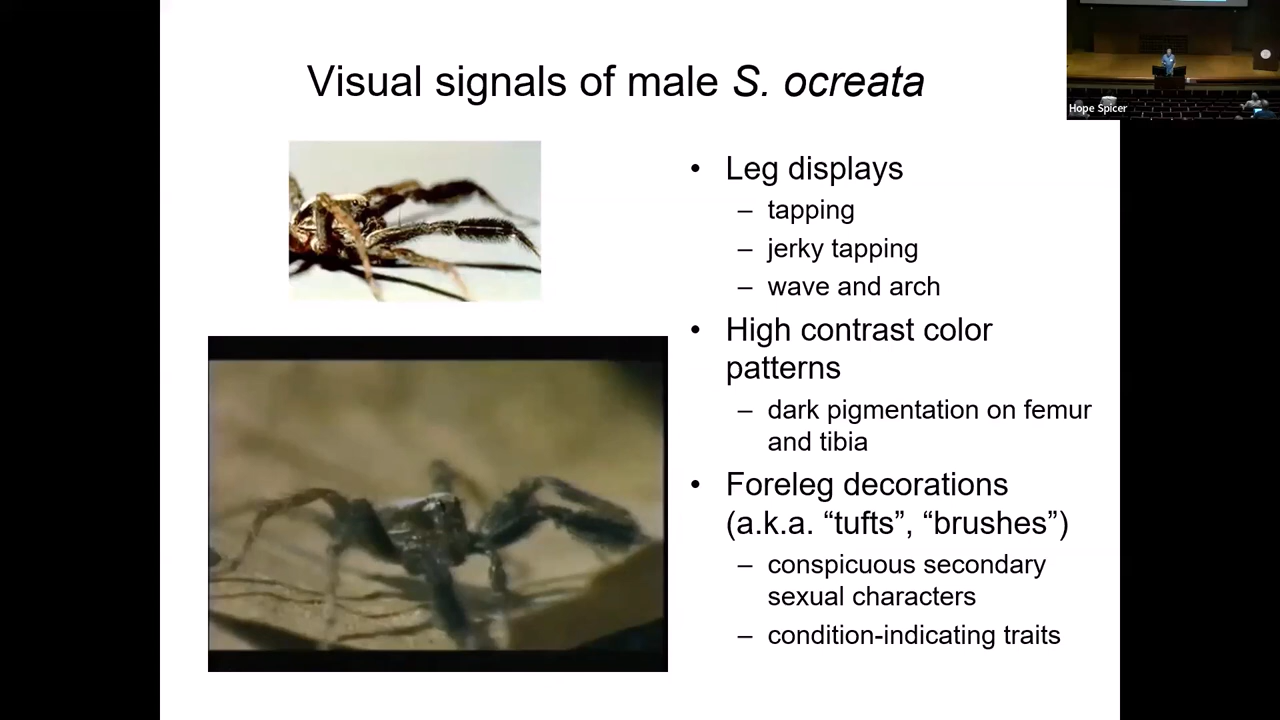 Visual signals of male S. ocreata
Hope Spicer
• Leg displays
– tapping
– jerky tapping
– wave and arch
• High contrast color
patterns
– dark pigmentation on femur
and tibia
• Foreleg decorations
(a.k.a. “tufts”, “brushes”)
– conspicuous secondary
sexual characters
– condition-indicating traits